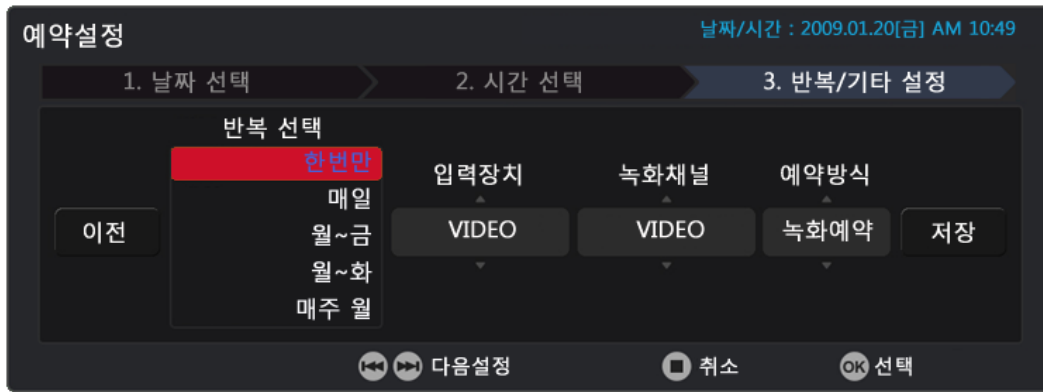 예약설정
날짜/시간 : 2009.01.20[금] AM 10:49
1. 날짜 선택
2. 시간 선택
3. 반복/기타 설정
이전
반복 선택
한번만
매일
월~금
월~화
매주 월
입력장치
VIDEO
녹화채널
VIDEO
예약방식
녹화예약
저장
다음설정
취소
OK 선택